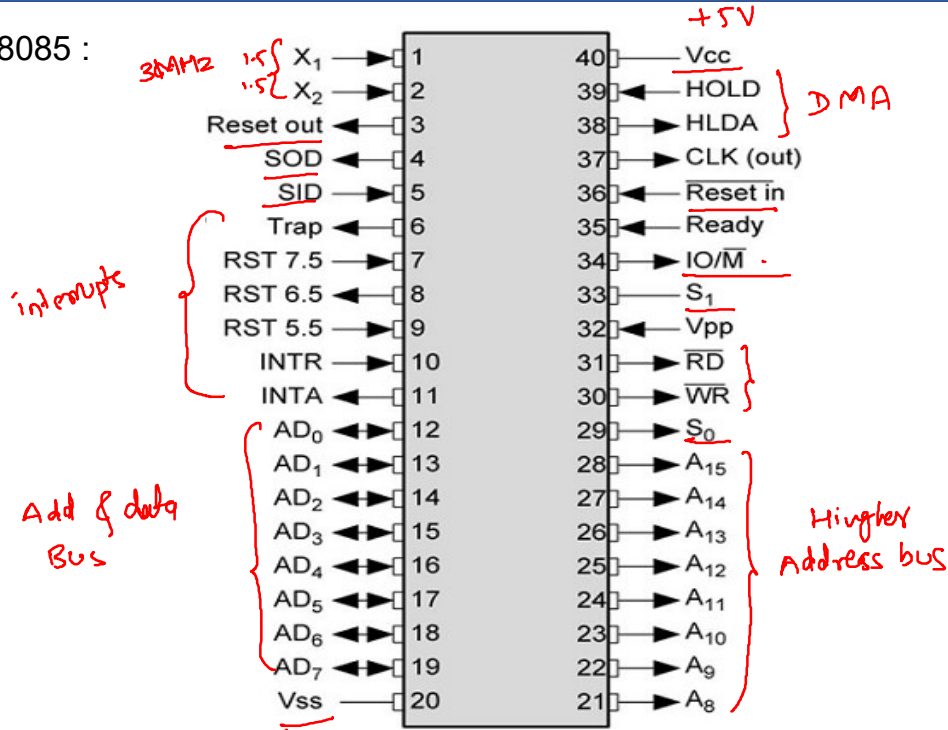 8085 :
+5V
3MHz
1.5
1.5
X₁ 1 40 Vcc
X₂ 2 39 HOLD
DMA
Reset out 3 38 HLDA
SOD 4 37 CLK (out)
SID 5 36 R̅e̅s̅e̅t̅ i̅n̅
Trap 6 35 Ready
RST 7.5 7 34 IO/M̅
RST 6.5 8 33 S₁
interrupts
RST 5.5 9 32 Vpp
INTR 10 31 R̅D̅
INTA 11 30 W̅R̅
AD₀ 12 29 S₀
AD₁ 13 28 A₁₅
AD₂ 14 27 A₁₄
AD₃ 15 26 A₁₃
AD₄ 16 25 A₁₂
AD₅ 17 24 A₁₁
AD₆ 18 23 A₁₀
AD₇ 19 22 A₉
Vss 20 21 A₈
Add & data
Bus
Hingher
Address bus